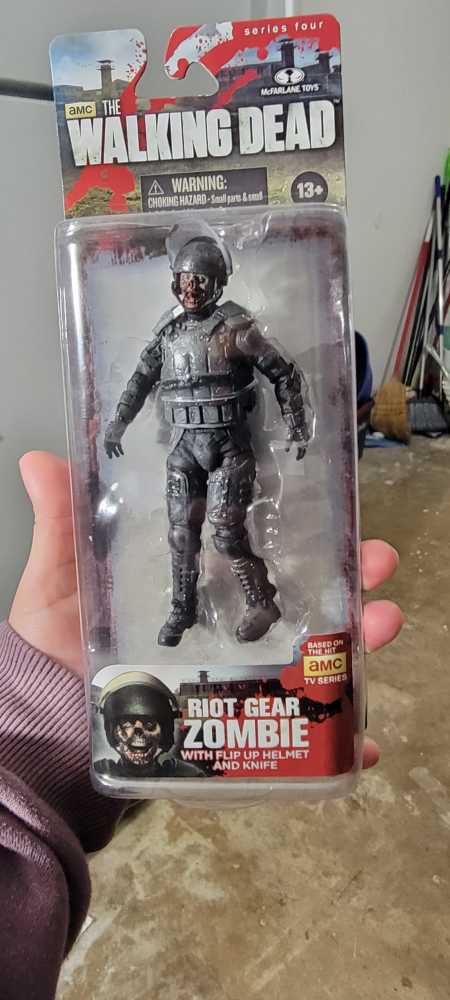 series four
McFARLANE TOYS
aMC THE
WALKING DEAD
WARNING:
CHOKING HAZARD - Small parts & small
13+
BASED ON
THE HIT
aMC
TV SERIES
RIOT GEAR
ZOMBIE
WITH FLIP UP HELMET
AND KNIFE